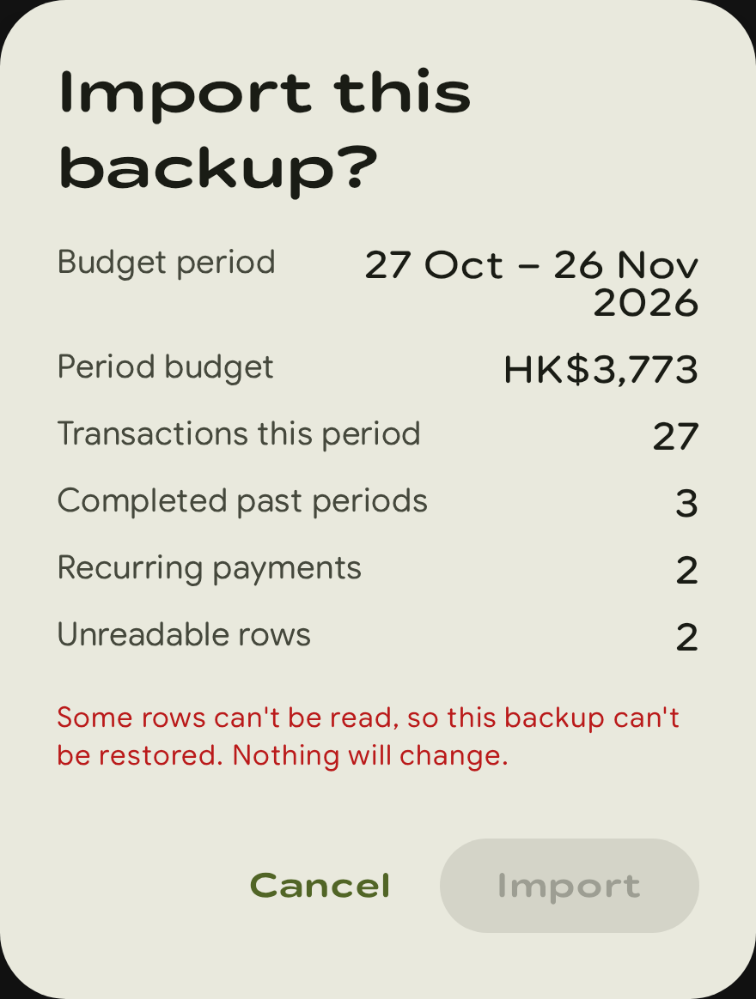 Import this
backup?
Budget period 27 Oct – 26 Nov
2026
Period budget HK$3,773
Transactions this period 27
Completed past periods 3
Recurring payments 2
Unreadable rows 2
Some rows can't be read, so this backup can't
be restored. Nothing will change.
Cancel Import